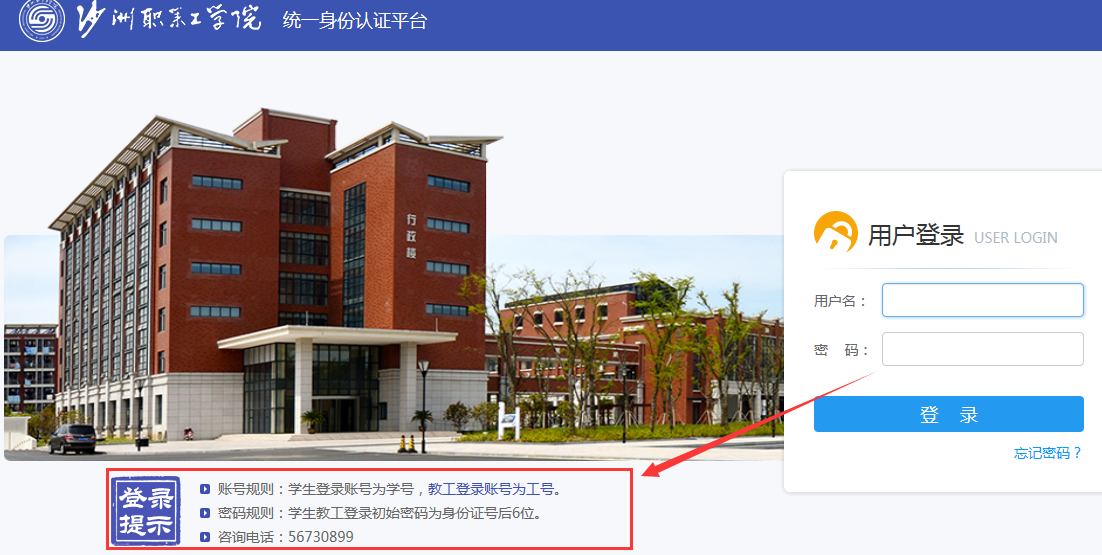 沙洲职业工学院 统一身份认证平台
行政楼
用户登录 USER LOGIN
用户名：
密 码：
登 录
忘记密码？
登录提示
账号规则：学生登录账号为学号，教工登录账号为工号。
密码规则：学生教工登录初始密码为身份证号后6位。
咨询电话：56730899